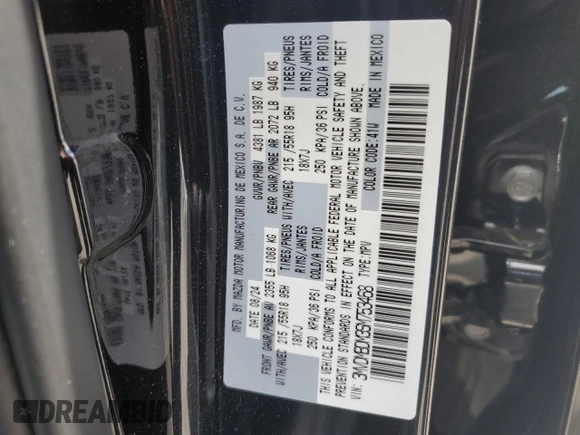 MFD. BY MAZDA MOTOR MANUFACTURING DE MEXICO S.A. DE C.V.
DATE 08/24 GVWR/PNBV 4381 LB 1987 KG
FRONT GAWR/PNBE AV 2355 LB 1068 KG REAR GAWR/PNBE AR 2072 LB 940 KG
WITH/AVEC TIRES/PNEUS WITH/AVEC TIRES/PNEUS
215 /55R18 95H RIMS/JANTES 215 /55R18 95H RIMS/JANTES
18X7J COLD/A FROID 18X7J COLD/A FROID
250 KPA/36 PSI 250 KPA/36 PSI
THIS VEHICLE CONFORMS TO ALL APPLICABLE FEDERAL MOTOR VEHICLE SAFETY AND THEFT
PREVENTION STANDARDS IN EFFECT ON THE DATE OF MANUFACTURE SHOWN ABOVE.
VIN: TYPE: MPV COLOR CODE: 41W
MADE IN MEXICO
DREAMBID